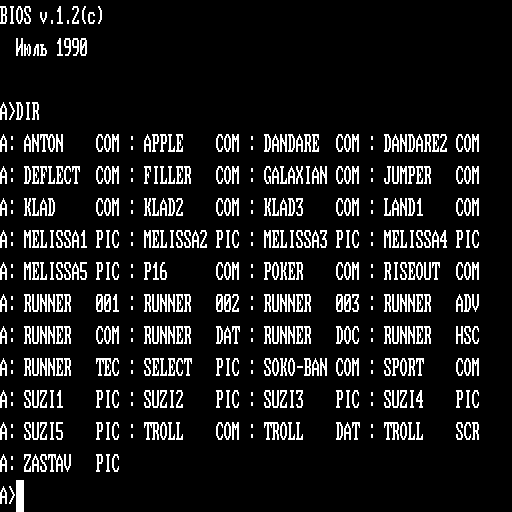 BIOS v.1.2(c)
Июль 1990
A>DIR
A: ANTON    COM : APPLE    COM : DANDARE  COM : DANDARE2 COM
A: DEFLECT  COM : FILLER   COM : GALAXIAN COM : JUMPER   COM
A: KLAD     COM : KLAD2    COM : KLAD3    COM : LAND1    COM
A: MELISSA1 PIC : MELISSA2 PIC : MELISSA3 PIC : MELISSA4 PIC
A: MELISSA5 PIC : P16      COM : POKER    COM : RISEOUT  COM
A: RUNNER   001 : RUNNER   002 : RUNNER   003 : RUNNER   ADV
A: RUNNER   COM : RUNNER   DAT : RUNNER   DOC : RUNNER   HSC
A: RUNNER   TEC : SELECT   PIC : SOKO-BAN COM : SPORT    COM
A: SUZI1    PIC : SUZI2    PIC : SUZI3    PIC : SUZI4    PIC
A: SUZI5    PIC : TROLL    COM : TROLL    DAT : TROLL    SCR
A: ZASTAV   PIC
A>